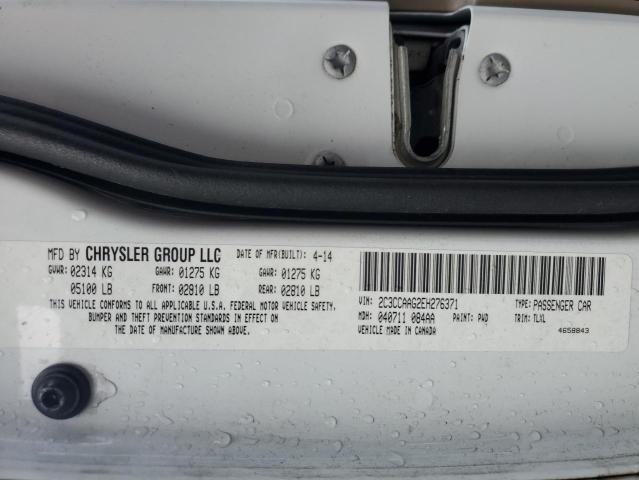 MFD BY CHRYSLER GROUP LLC DATE OF MFR(BUILT): 4-14
GVWR: 02314 KG GAWR: 01275 KG GAWR: 01275 KG
05100 LB FRONT: 02810 LB REAR: 02810 LB
THIS VEHICLE CONFORMS TO ALL APPLICABLE U.S.A. FEDERAL MOTOR VEHICLE SAFETY,
BUMPER AND THEFT PREVENTION STANDARDS IN EFFECT ON
THE DATE OF MANUFACTURE SHOWN ABOVE.
VIN: 2C3CCAAG2EH276371 TYPE: PASSENGER CAR
MDH: 040711 084AA PAINT: PWD TRIM: TLXL
VEHICLE MADE IN CANADA 4658843